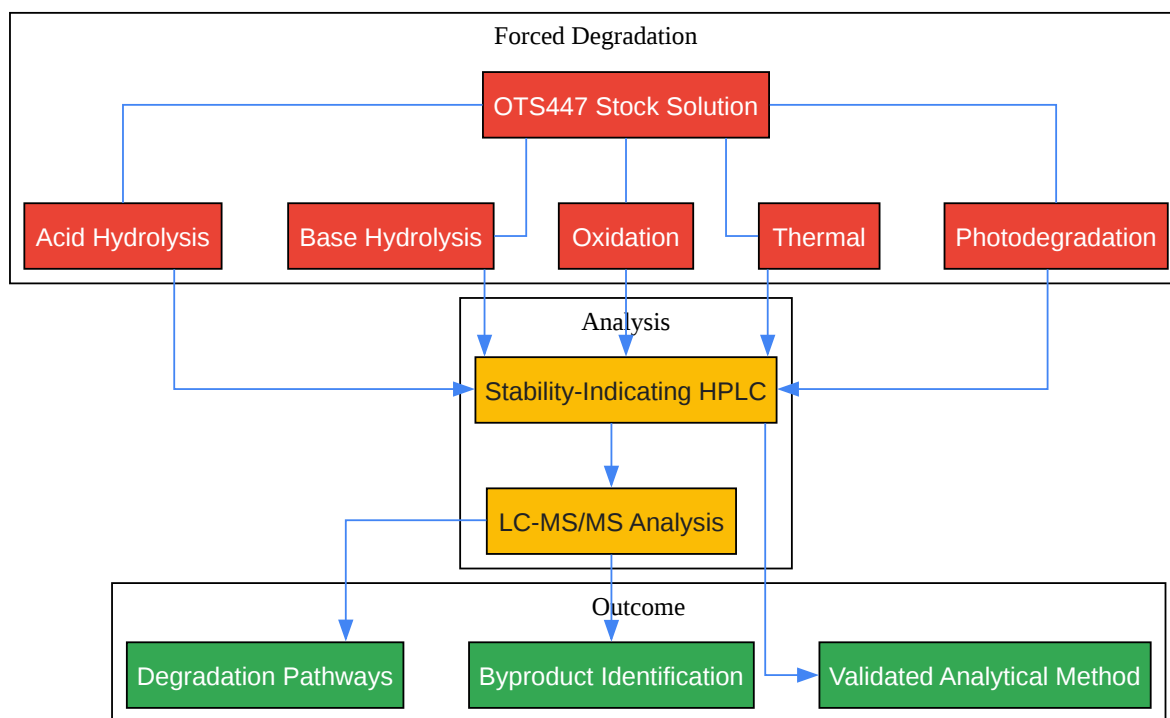 Forced Degradation
OTS447 Stock Solution
Acid Hydrolysis
Base Hydrolysis
Oxidation
Thermal
Photodegradation
Analysis
Stability-Indicating HPLC
LC-MS/MS Analysis
Outcome
Degradation Pathways
Byproduct Identification
Validated Analytical Method